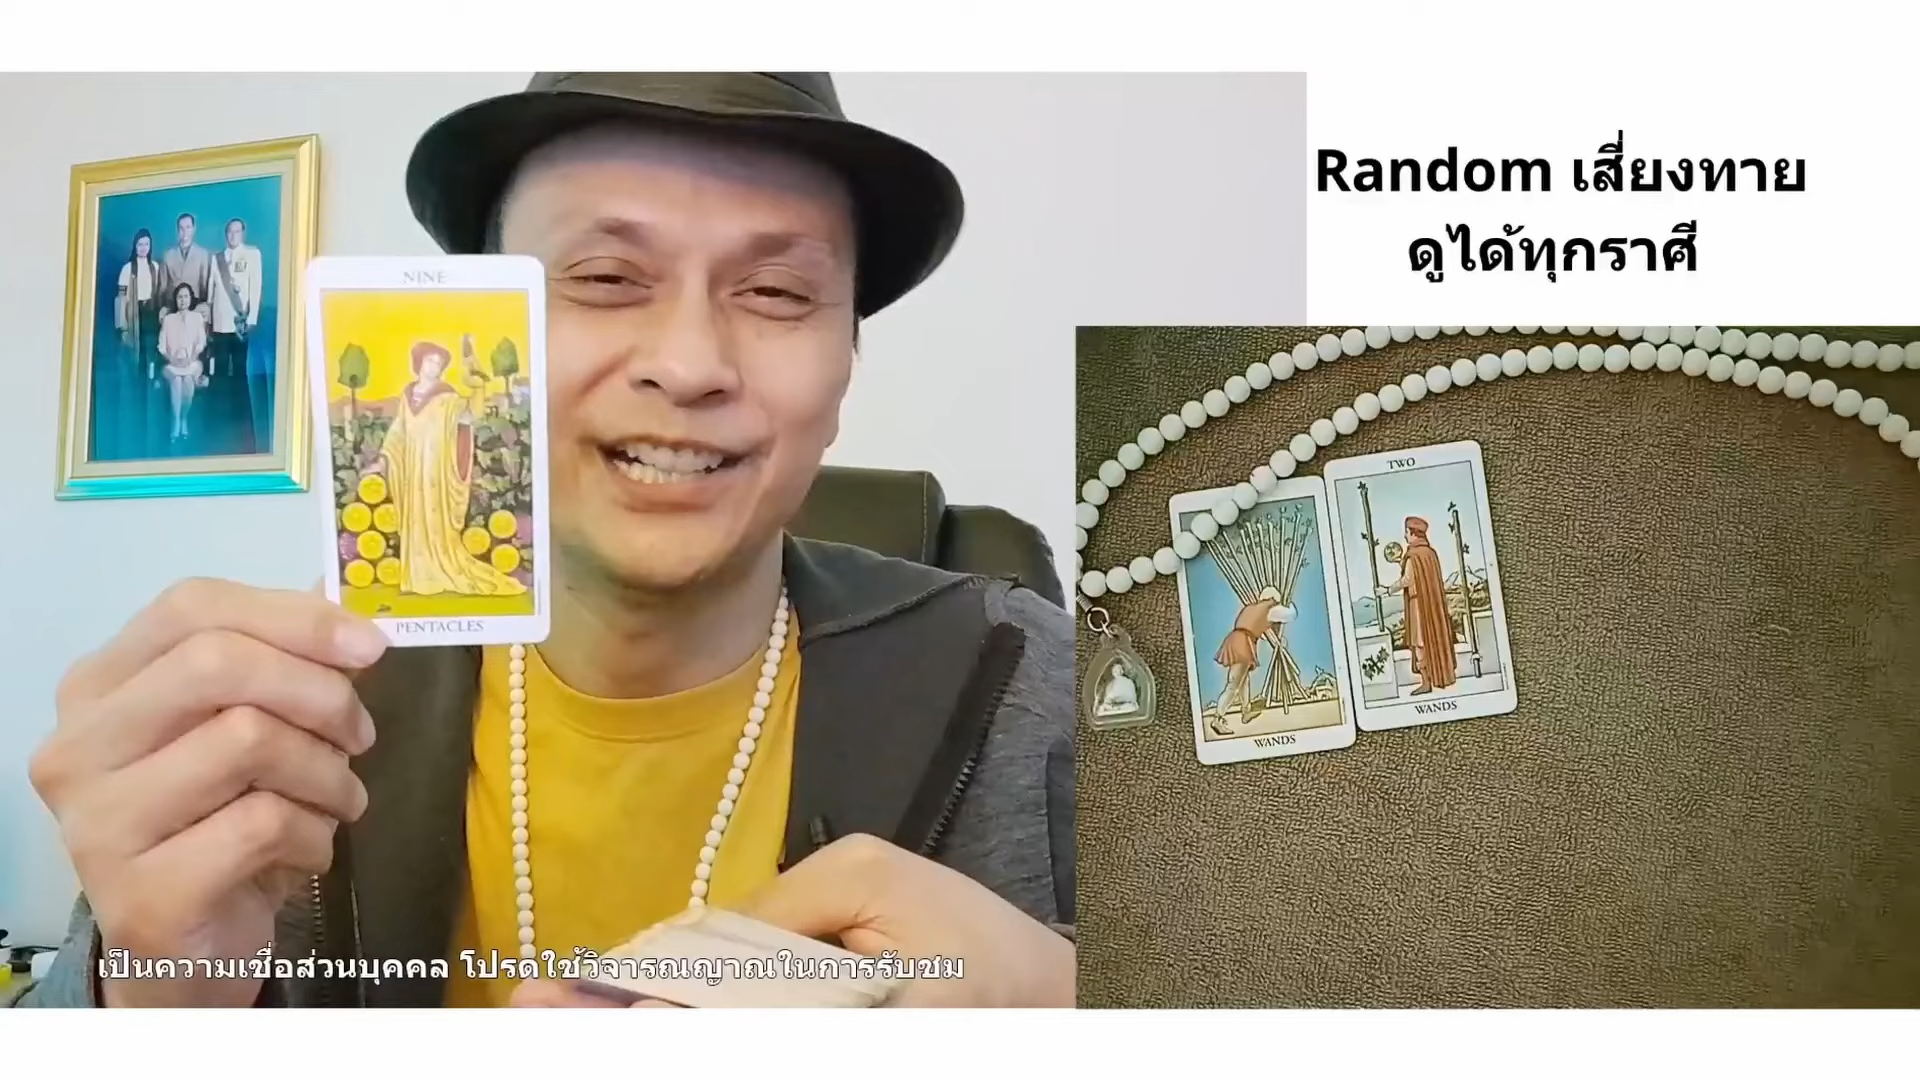 Random เสี่ยงทาย
ดูได้ทุกราศี
NINE
PENTACLES
TWO
WANDS
WANDS
เป็นความเชื่อส่วนบุคคล โปรดใช้วิจารณญาณในการรับชม